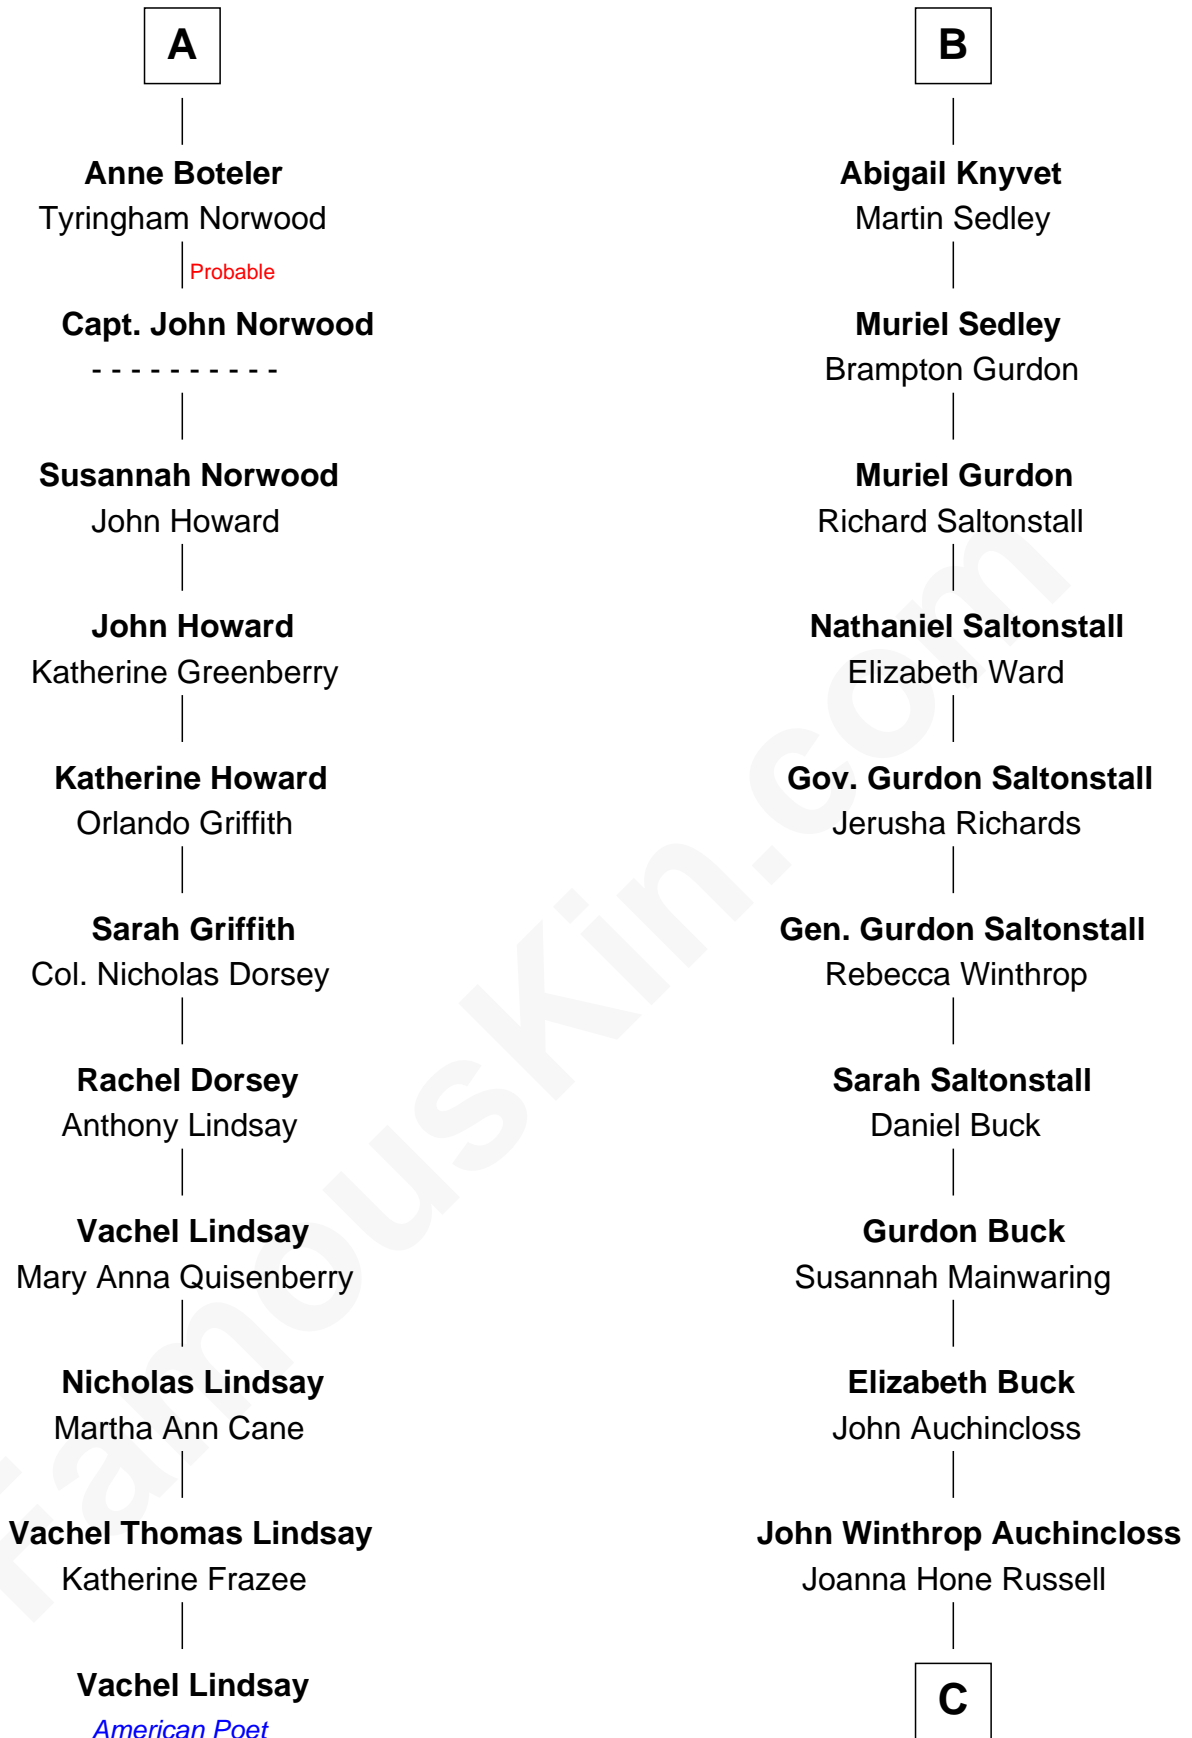 A
Anne Boteler
Tyringham Norwood
Probable
Capt. John Norwood
- - - - - - - - - -
Susannah Norwood
John Howard
John Howard
Katherine Greenberry
Katherine Howard
Orlando Griffith
Sarah Griffith
Col. Nicholas Dorsey
Rachel Dorsey
Anthony Lindsay
Vachel Lindsay
Mary Anna Quisenberry
Nicholas Lindsay
Martha Ann Cane
Vachel Thomas Lindsay
Katherine Frazee
Vachel Lindsay
American Poet
B
Abigail Knyvet
Martin Sedley
Muriel Sedley
Brampton Gurdon
Muriel Gurdon
Richard Saltonstall
Nathaniel Saltonstall
Elizabeth Ward
Gov. Gurdon Saltonstall
Jerusha Richards
Gen. Gurdon Saltonstall
Rebecca Winthrop
Sarah Saltonstall
Daniel Buck
Gurdon Buck
Susannah Mainwaring
Elizabeth Buck
John Auchincloss
John Winthrop Auchincloss
Joanna Hone Russell
C
FamousKin.com